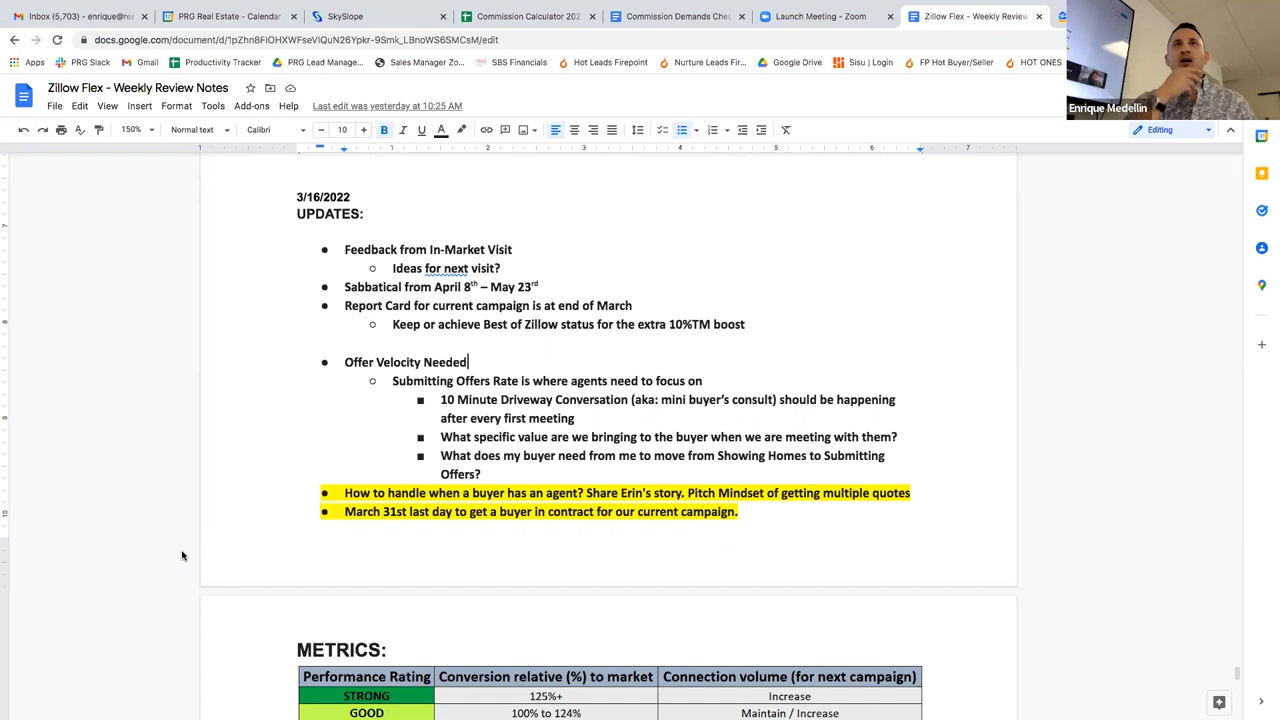 Inbox (5,703) - enrique@rea
PRG Real Estate - Calendar
SkySlope
Commission Calculator 202
Commission Demands Check
Launch Meeting - Zoom
Zillow Flex - Weekly Review
docs.google.com/document/d/1pZhn8FIOHXWFseVIQuN26Ypkr-9Smk_LBnoWS6SMCsM/edit
Apps
PRG Slack
Gmail
Productivity Tracker
PRG Lead Manage...
Sales Manager Zo...
SBS Financials
Hot Leads Firepoint
Nurture Leads Fir...
Google Drive
Sisu | Login
FP Hot Buyer/Seller
HOT ONES
Zillow Flex - Weekly Review Notes
File Edit View Insert Format Tools Add-ons Help Last edit was yesterday at 10:25 AM
Enrique Medellin
150% Normal text Calibri 10 B I U A Editing
1 1 2 3 4 5 6 7
3/16/2022
UPDATES:
● Feedback from In-Market Visit
○ Ideas for next visit?
● Sabbatical from April 8th – May 23rd
● Report Card for current campaign is at end of March
○ Keep or achieve Best of Zillow status for the extra 10%TM boost
● Offer Velocity Needed
○ Submitting Offers Rate is where agents need to focus on
■ 10 Minute Driveway Conversation (aka: mini buyer’s consult) should be happening
after every first meeting
■ What specific value are we bringing to the buyer when we are meeting with them?
■ What does my buyer need from me to move from Showing Homes to Submitting
Offers?
● How to handle when a buyer has an agent? Share Erin's story. Pitch Mindset of getting multiple quotes
● March 31st last day to get a buyer in contract for our current campaign.
METRICS:
Performance Rating Conversion relative (%) to market Connection volume (for next campaign)
STRONG 125%+ Increase
GOOD 100% to 124% Maintain / Increase